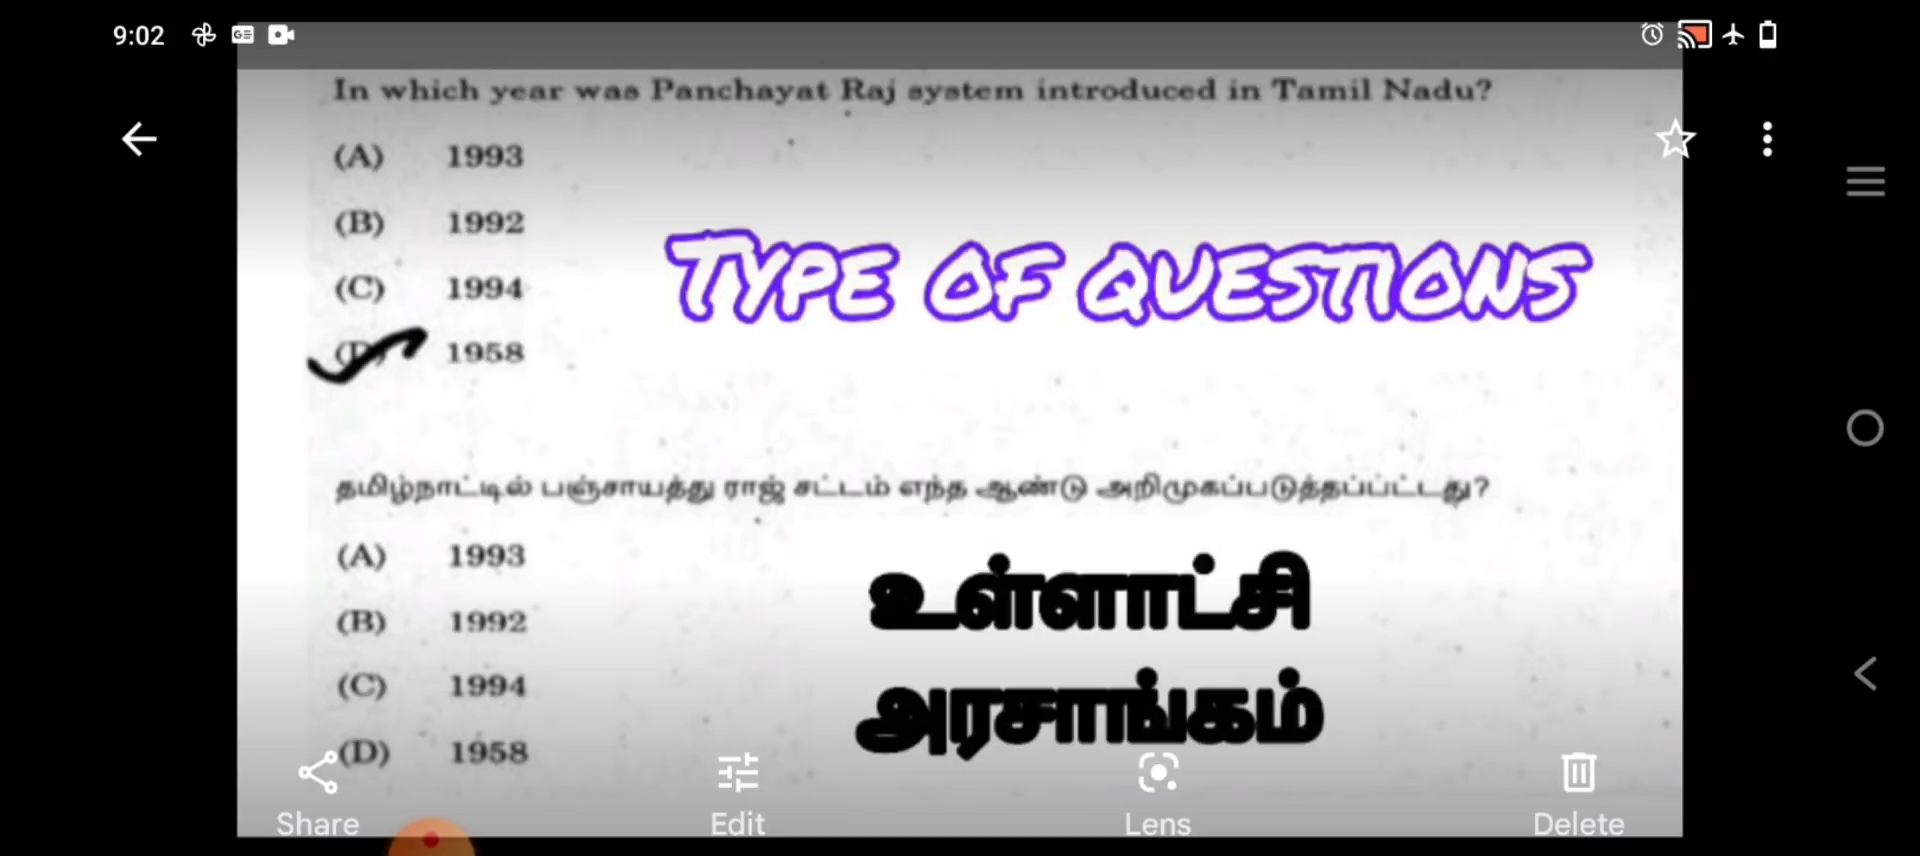 9:02
In which year was Panchayat Raj system introduced in Tamil Nadu?
(A) 1993
(B) 1992
(C) 1994
(D) 1958
TYPE OF QUESTIONS
தமிழ்நாட்டில் பஞ்சாயத்து ராஜ் சட்டம் எந்த ஆண்டு அறிமுகப்படுத்தப்ப்ட்டது?
(A) 1993
(B) 1992
(C) 1994
(D) 1958
உள்ளாட்சி
அரசாங்கம்
Share Edit Lens Delete